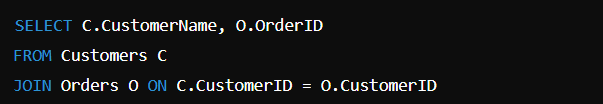 SELECT C.CustomerName, O.OrderID
FROM Customers C
JOIN Orders O ON C.CustomerID = O.CustomerID